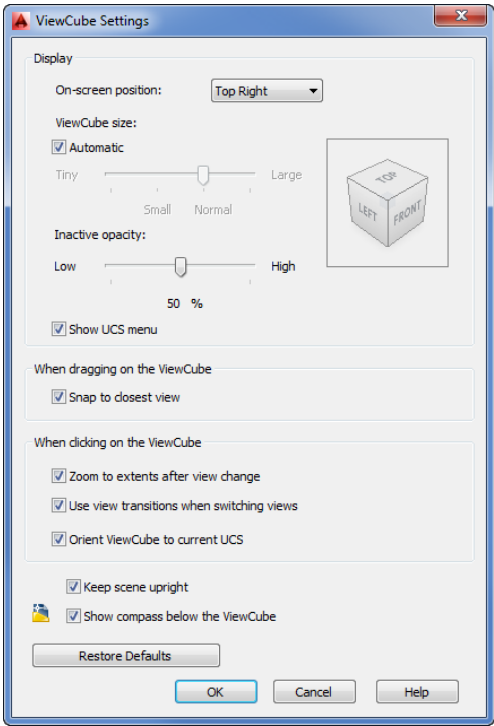 ViewCube Settings
Display
On-screen position: Top Right
ViewCube size:
Automatic
Tiny Large
Small Normal
Inactive opacity:
Low High
50 %
Show UCS menu
TOP
LEFT FRONT
When dragging on the ViewCube
Snap to closest view
When clicking on the ViewCube
Zoom to extents after view change
Use view transitions when switching views
Orient ViewCube to current UCS
Keep scene upright
Show compass below the ViewCube
Restore Defaults
OK Cancel Help